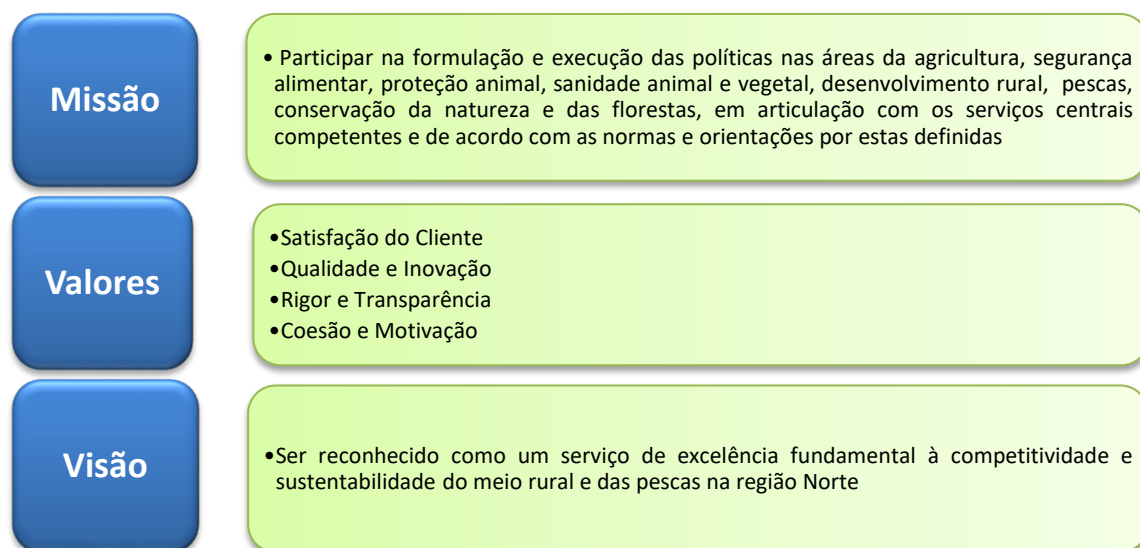 Missão
• Participar na formulação e execução das políticas nas áreas da agricultura, segurança
alimentar, proteção animal, sanidade animal e vegetal, desenvolvimento rural, pescas,
conservação da natureza e das florestas, em articulação com os serviços centrais
competentes e de acordo com as normas e orientações por estas definidas
Valores
•Satisfação do Cliente
•Qualidade e Inovação
•Rigor e Transparência
•Coesão e Motivação
Visão
•Ser reconhecido como um serviço de excelência fundamental à competitividade e
sustentabilidade do meio rural e das pescas na região Norte